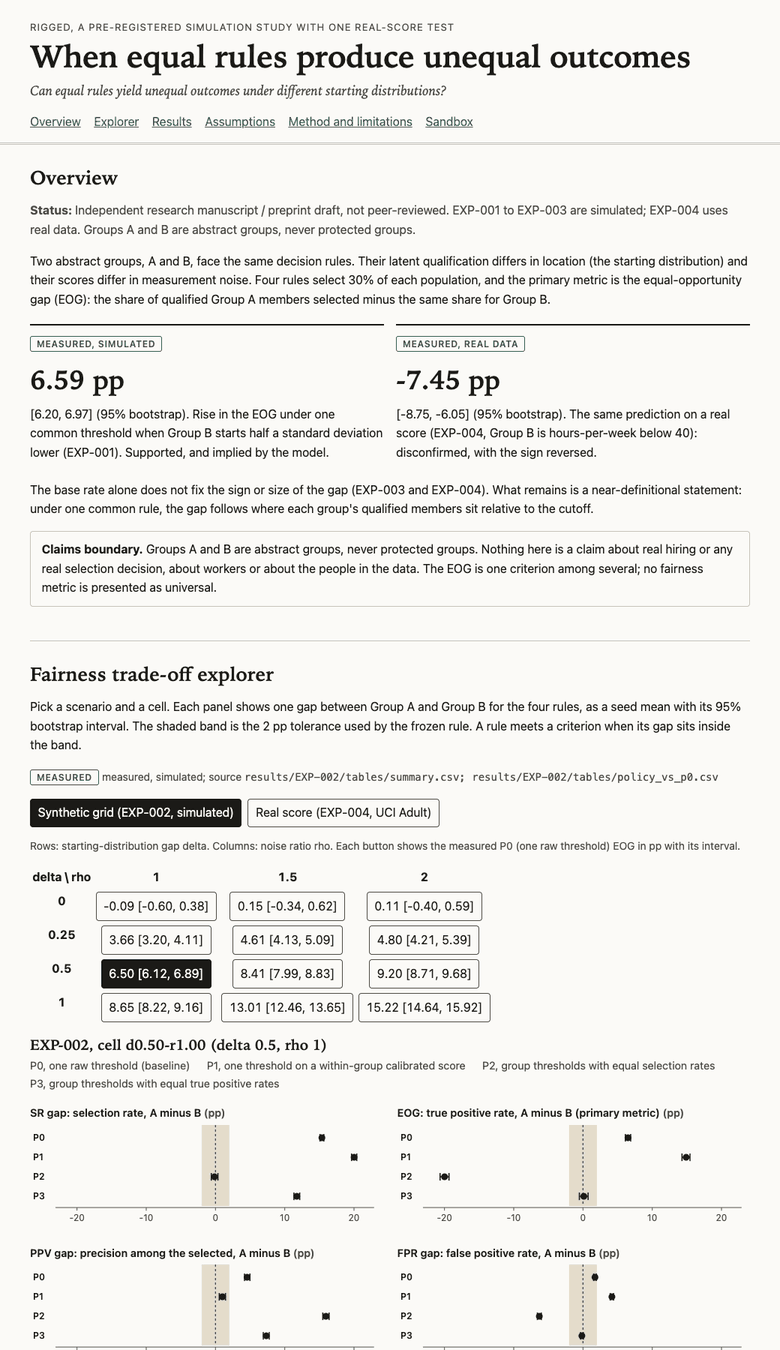 RIGGED, A PRE-REGISTERED SIMULATION STUDY WITH ONE REAL-SCORE TEST
When equal rules produce unequal outcomes
Can equal rules yield unequal outcomes under different starting distributions?
Overview Explorer Results Assumptions Method and limitations Sandbox
Overview
Status: Independent research manuscript / preprint draft, not peer-reviewed. EXP-001 to EXP-003 are simulated; EXP-004 uses
real data. Groups A and B are abstract groups, never protected groups.
Two abstract groups, A and B, face the same decision rules. Their latent qualification differs in location (the starting distribution) and
their scores differ in measurement noise. Four rules select 30% of each population, and the primary metric is the equal-opportunity
gap (EOG): the share of qualified Group A members selected minus the same share for Group B.
MEASURED, SIMULATED
6.59 pp
[6.20, 6.97] (95% bootstrap). Rise in the EOG under one
common threshold when Group B starts half a standard deviation
lower (EXP-001). Supported, and implied by the model.
MEASURED, REAL DATA
-7.45 pp
[-8.75, -6.05] (95% bootstrap). The same prediction on a real
score (EXP-004, Group B is hours-per-week below 40):
disconfirmed, with the sign reversed.
The base rate alone does not fix the sign or size of the gap (EXP-003 and EXP-004). What remains is a near-definitional statement:
under one common rule, the gap follows where each group's qualified members sit relative to the cutoff.
Claims boundary. Groups A and B are abstract groups, never protected groups. Nothing here is a claim about real hiring or any
real selection decision, about workers or about the people in the data. The EOG is one criterion among several; no fairness
metric is presented as universal.
Fairness trade-off explorer
Pick a scenario and a cell. Each panel shows one gap between Group A and Group B for the four rules, as a seed mean with its 95%
bootstrap interval. The shaded band is the 2 pp tolerance used by the frozen rule. A rule meets a criterion when its gap sits inside
the band.
MEASURED measured, simulated; source results/EXP-002/tables/summary.csv; results/EXP-002/tables/policy_vs_p0.csv
Synthetic grid (EXP-002, simulated) Real score (EXP-004, UCI Adult)
Rows: starting-distribution gap delta. Columns: noise ratio rho. Each button shows the measured P0 (one raw threshold) EOG in pp with its interval.
delta \ rho 1 1.5 2
0 -0.09 [-0.60, 0.38] 0.15 [-0.34, 0.62] 0.11 [-0.40, 0.59]
0.25 3.66 [3.20, 4.11] 4.61 [4.13, 5.09] 4.80 [4.21, 5.39]
0.5 6.50 [6.12, 6.89] 8.41 [7.99, 8.83] 9.20 [8.71, 9.68]
1 8.65 [8.22, 9.16] 13.01 [12.46, 13.65] 15.22 [14.64, 15.92]
EXP-002, cell d0.50-r1.00 (delta 0.5, rho 1)
P0, one raw threshold (baseline) P1, one threshold on a within-group calibrated score P2, group thresholds with equal selection rates
P3, group thresholds with equal true positive rates
SR gap: selection rate, A minus B (pp)
P0
P1
P2
P3
-20 -10 0 10 20
EOG: true positive rate, A minus B (primary metric) (pp)
P0
P1
P2
P3
-20 -10 0 10 20
PPV gap: precision among the selected, A minus B (pp)
P0
P1
P2
P3
FPR gap: false positive rate, A minus B (pp)
P0
P1
P2
P3